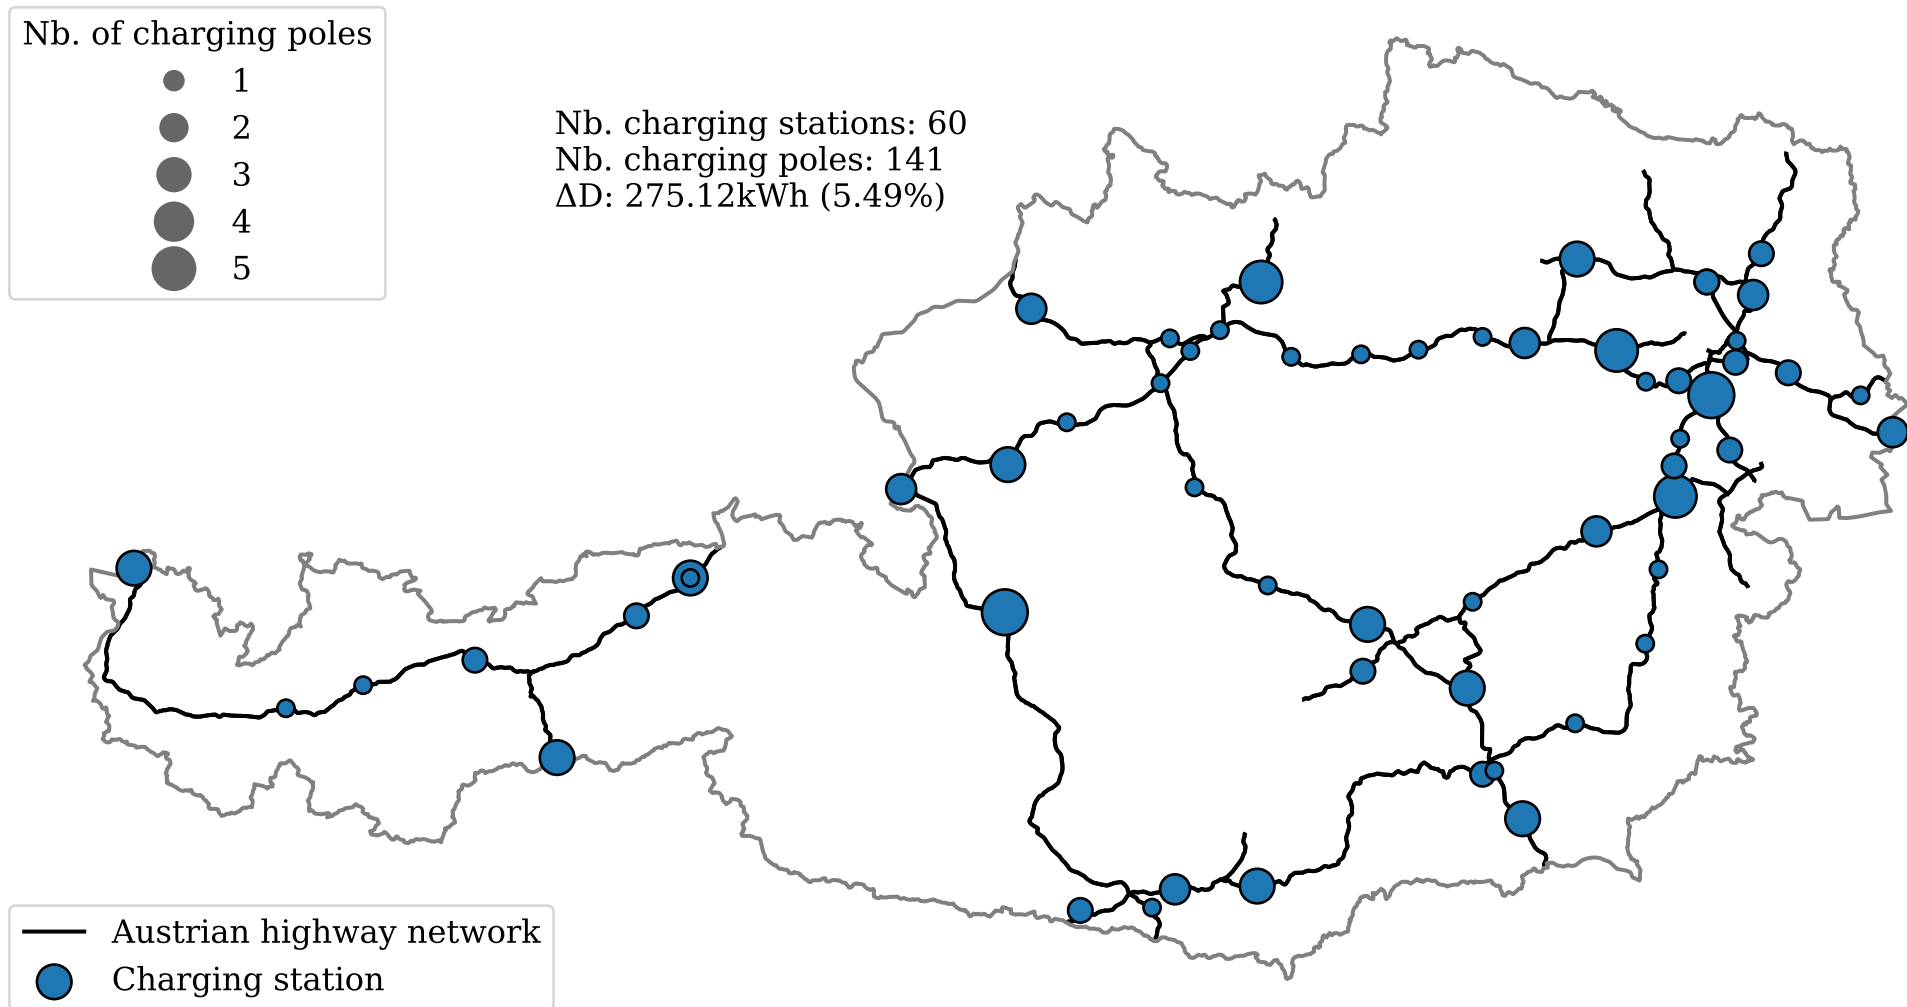 Nb. of charging poles
1
2
3
4
5
Nb. charging stations: 60
Nb. charging poles: 141
ΔD: 275.12kWh (5.49%)
Austrian highway network
Charging station